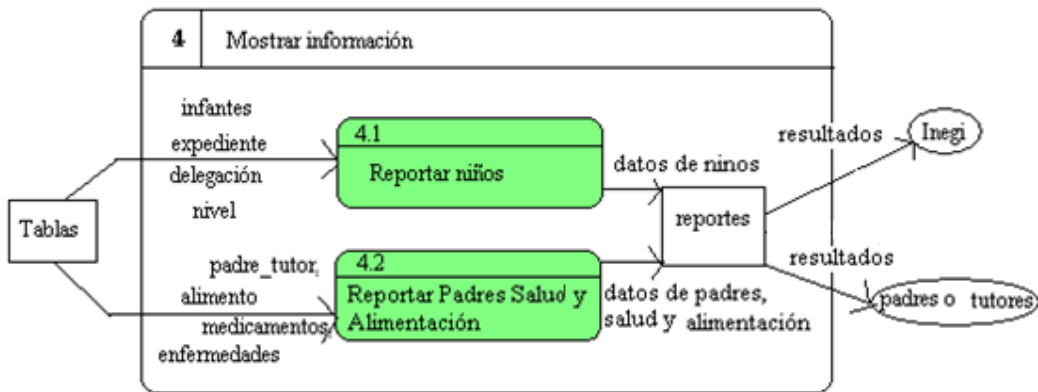 4 Mostrar información
infantes
expediente
delegación
nivel
Tablas
padre_tutor,
alimento
medicamentos,
enfermedades
4.1
Reportar niños
4.2
Reportar Padres Salud y
Alimentación
datos de ninos
reportes
datos de padres,
salud y alimentación
resultados
Inegi
resultados
padres o tutores